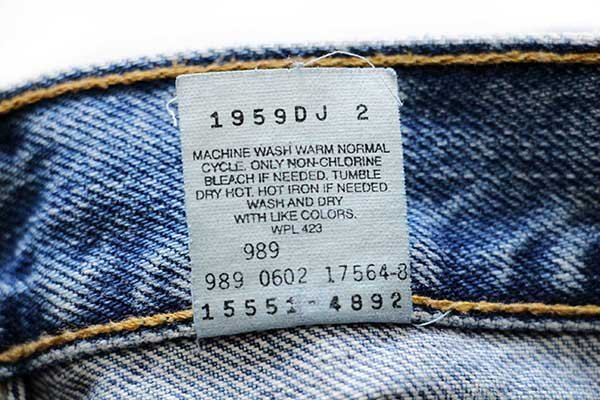 1959DJ 2
MACHINE WASH WARM NORMAL
CYCLE. ONLY NON-CHLORINE
BLEACH IF NEEDED. TUMBLE
DRY HOT. HOT IRON IF NEEDED
WASH AND DRY
WITH LIKE COLORS.
WPL 423
989
989 0602 17564-8
15551-4892